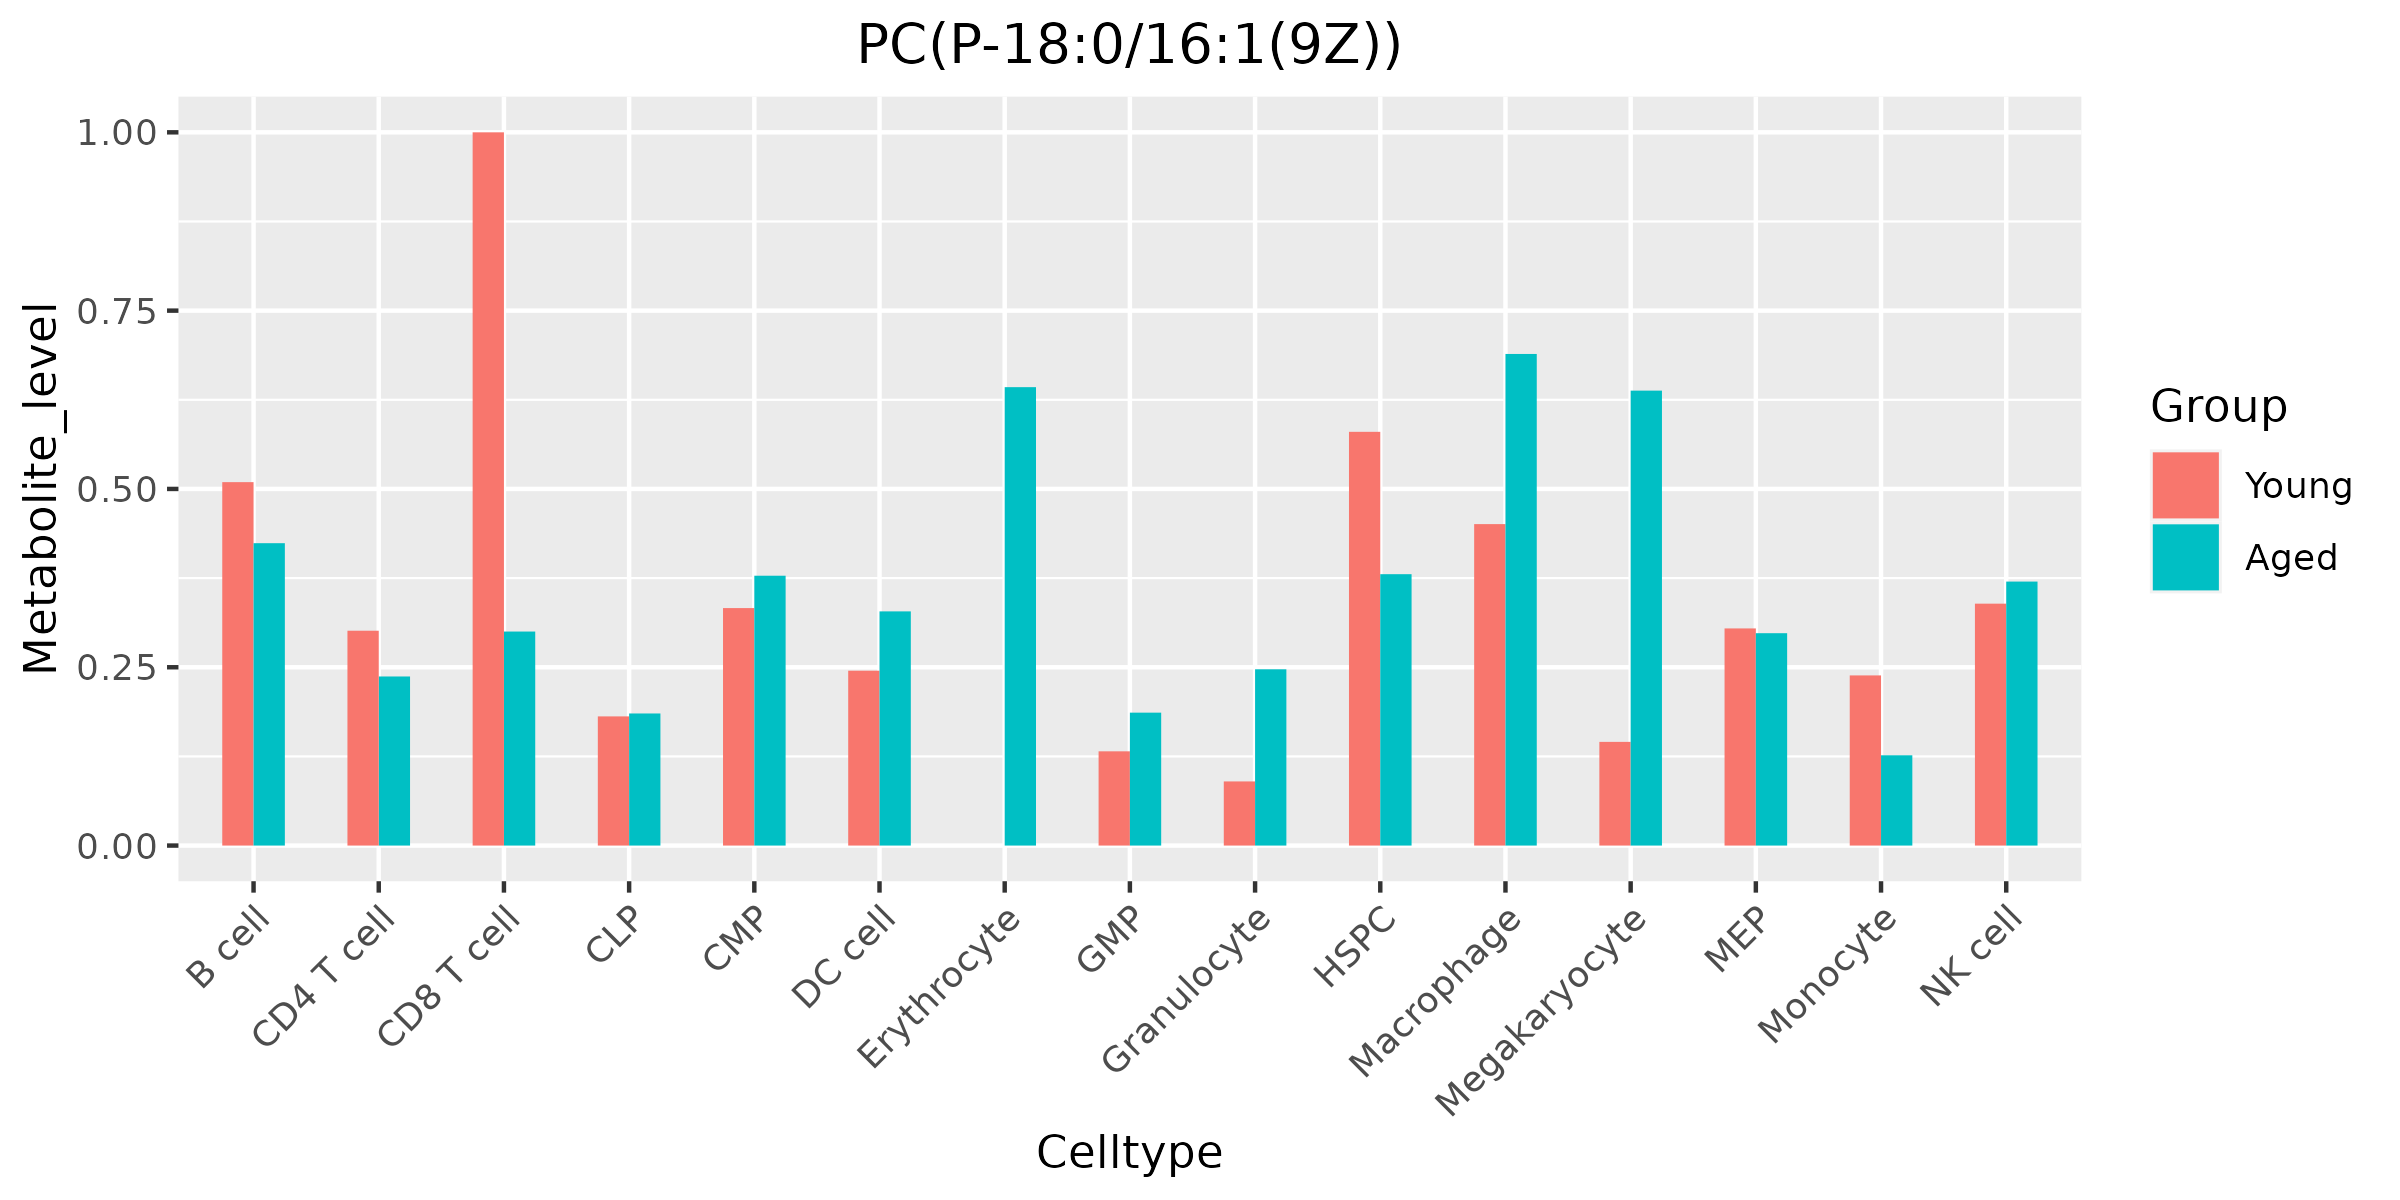 PC(P-18:0/16:1(9Z))
Metabolite_level
1.00
0.75
0.50
0.25
0.00
B cell
CD4 T cell
CD8 T cell
CLP
CMP
DC cell
Erythrocyte
GMP
Granulocyte
HSPC
Macrophage
Megakaryocyte
MEP
Monocyte
NK cell
Celltype
Group
Young
Aged